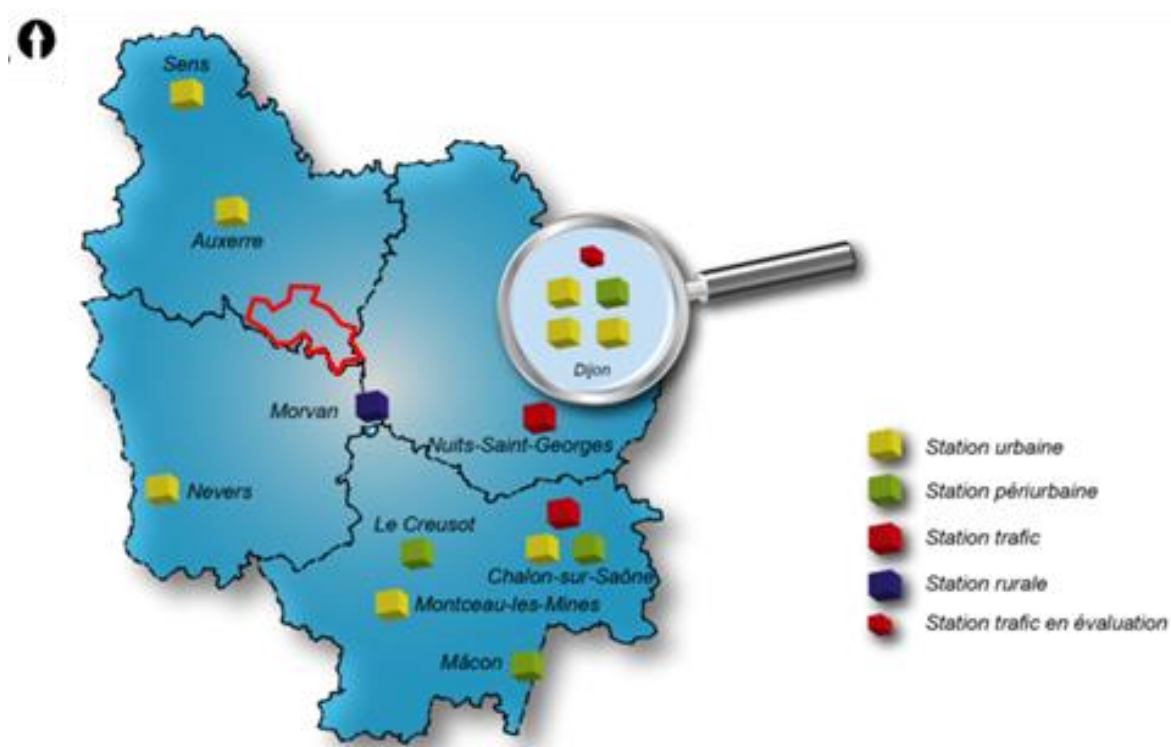 Sens
Auxerre
Dijon
Morvan
Nuits-Saint-Georges
Nevers
Le Creusot
Chalon-sur-Saône
Montceau-les-Mines
Mâcon
Station urbaine
Station périurbaine
Station trafic
Station rurale
Station trafic en évaluation